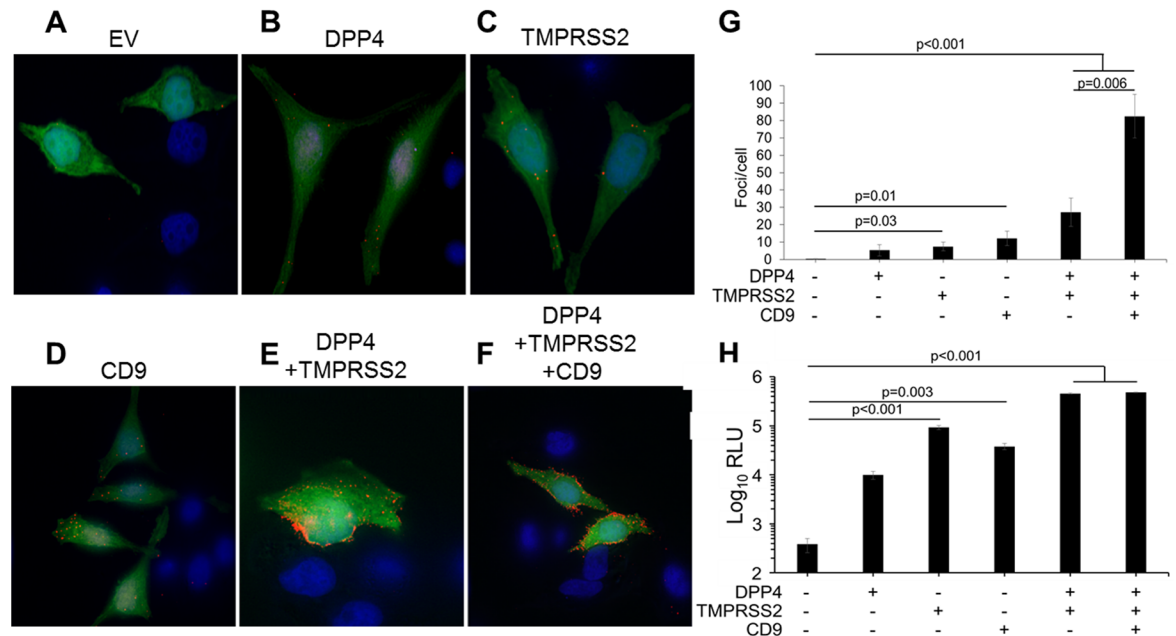 A
EV
B
DPP4
C
TMPRSS2
D
CD9
E
DPP4
+TMPRSS2
F
DPP4
+TMPRSS2
+CD9
G
p<0.001
p=0.006
p=0.01
p=0.03
Foci/cell
100
90
80
70
60
50
40
30
20
10
0
DPP4 - + - - + +
TMPRSS2 - - + - + +
CD9 - - - + - +
H
p<0.001
p=0.003
p<0.001
Log10 RLU
6
5
4
3
2
DPP4 - + - - + +
TMPRSS2 - - + - + +
CD9 - - - + - +